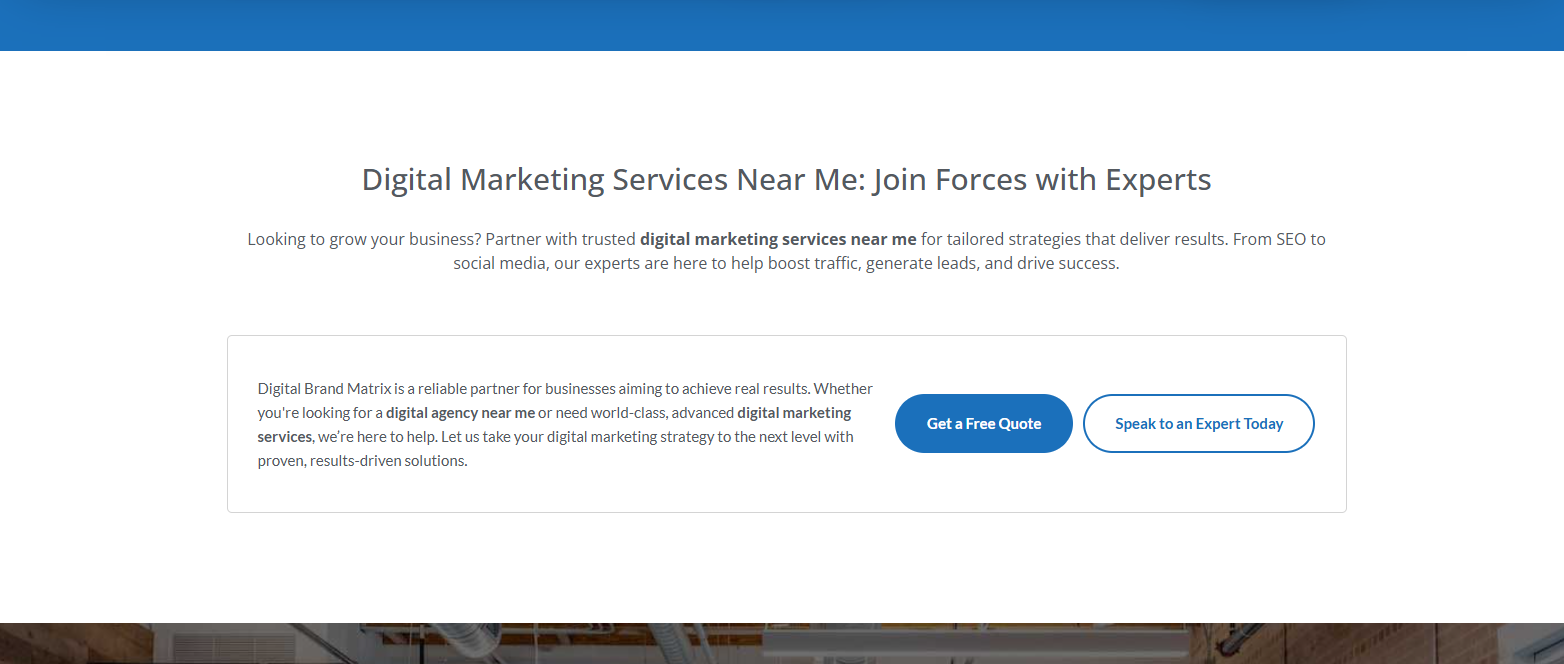 Digital Marketing Services Near Me: Join Forces with Experts
Looking to grow your business? Partner with trusted digital marketing services near me for tailored strategies that deliver results. From SEO to
social media, our experts are here to help boost traffic, generate leads, and drive success.
Digital Brand Matrix is a reliable partner for businesses aiming to achieve real results. Whether
you're looking for a digital agency near me or need world-class, advanced digital marketing
services, we’re here to help. Let us take your digital marketing strategy to the next level with
proven, results-driven solutions.
Get a Free Quote
Speak to an Expert Today